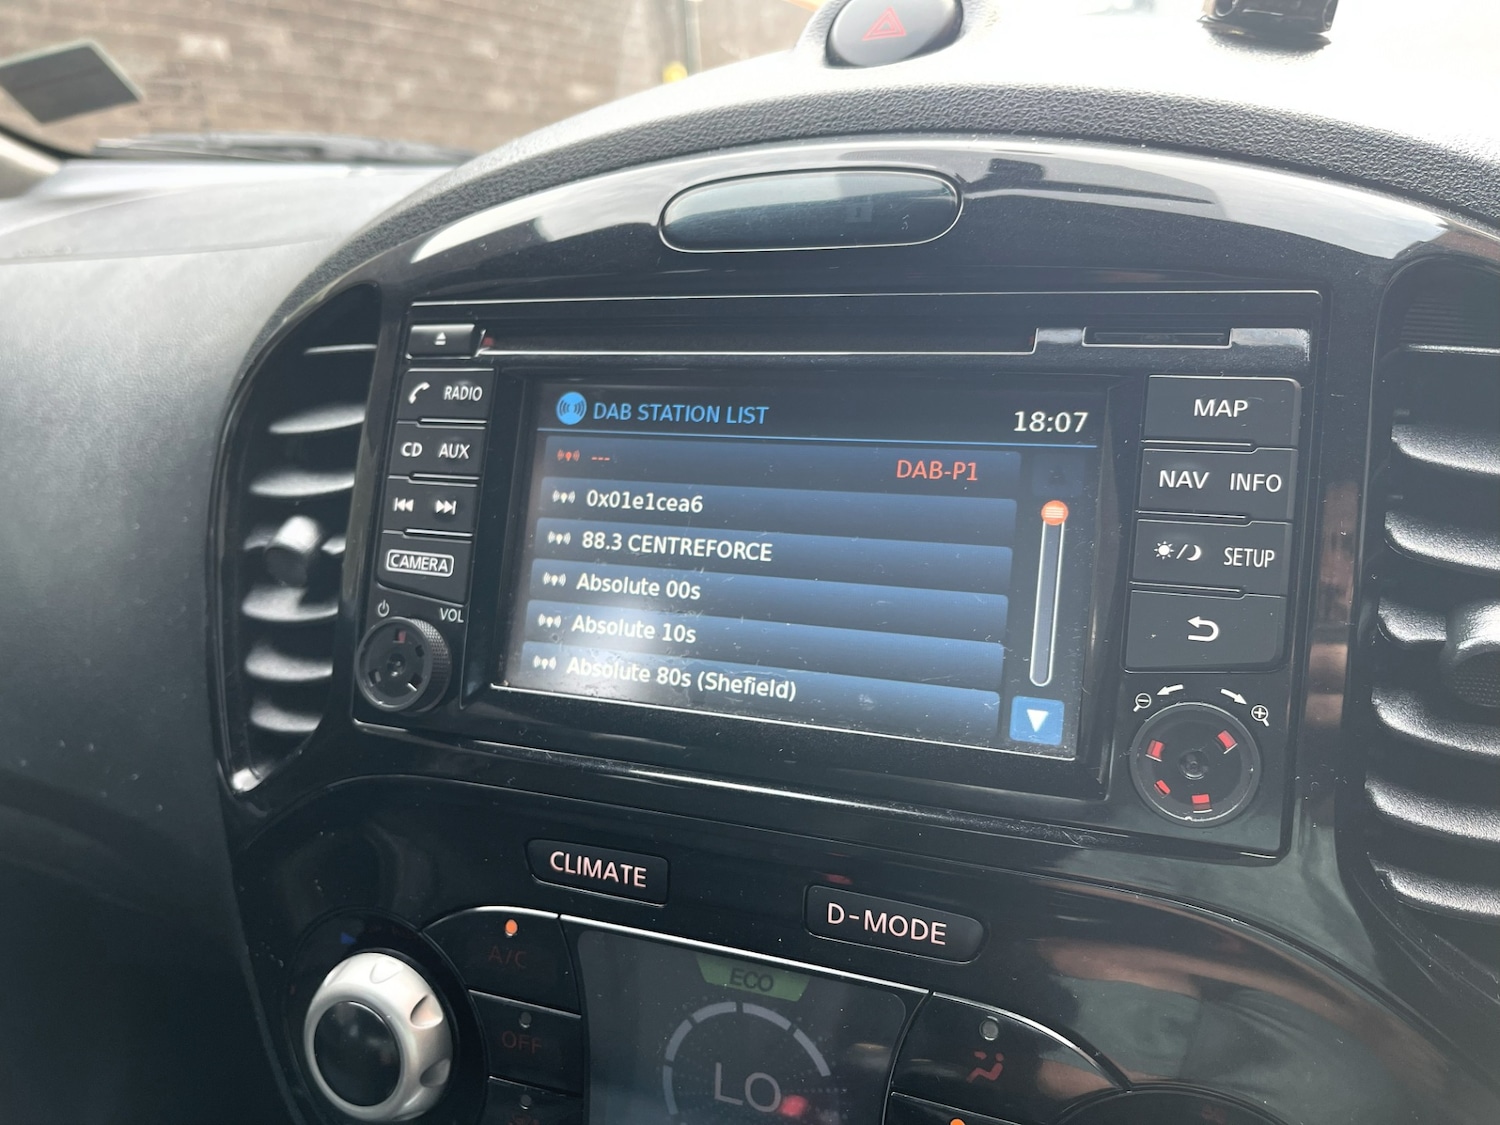 RADIO
CD AUX
CAMERA
VOL
DAB STATION LIST 18:07
--- DAB-P1
0x01e1cea6
88.3 CENTREFORCE
Absolute 00s
Absolute 10s
Absolute 80s (Shefield)
MAP
NAV INFO
SETUP
CLIMATE
D-MODE
A/C
OFF
ECO
LO